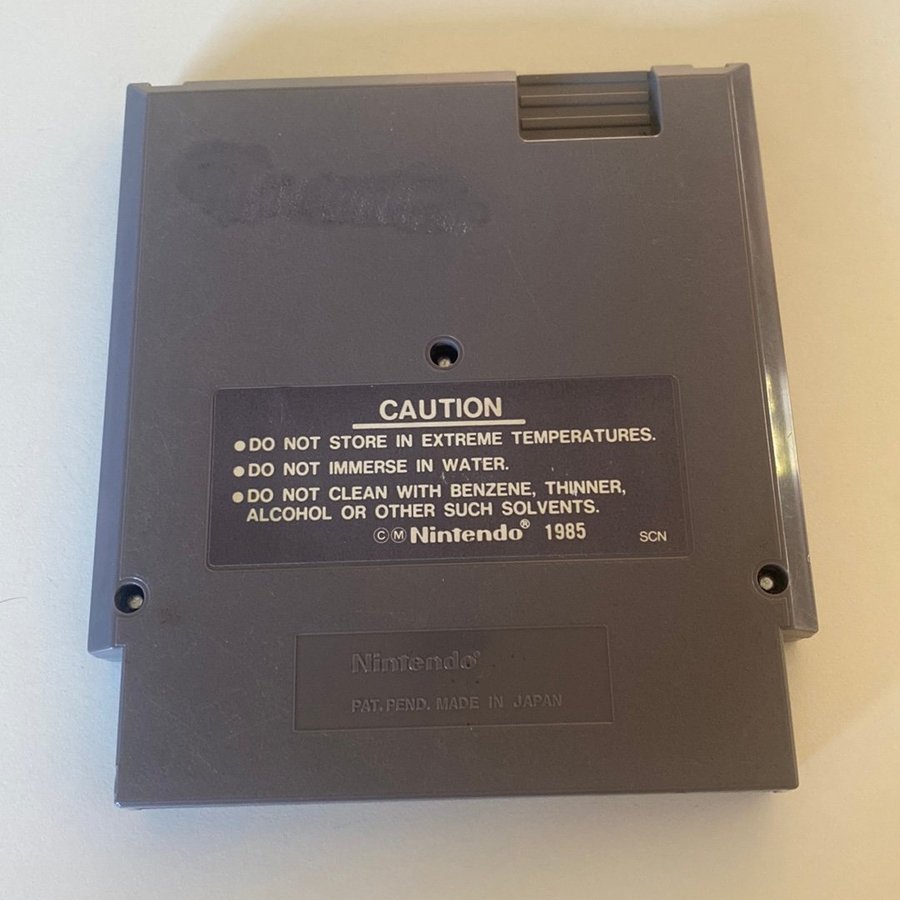 CAUTION
●DO NOT STORE IN EXTREME TEMPERATURES.
●DO NOT IMMERSE IN WATER.
●DO NOT CLEAN WITH BENZENE, THINNER,
ALCOHOL OR OTHER SUCH SOLVENTS.
ⒸⓂNintendo® 1985 SCN
Nintendo®
PAT. PEND. MADE IN JAPAN